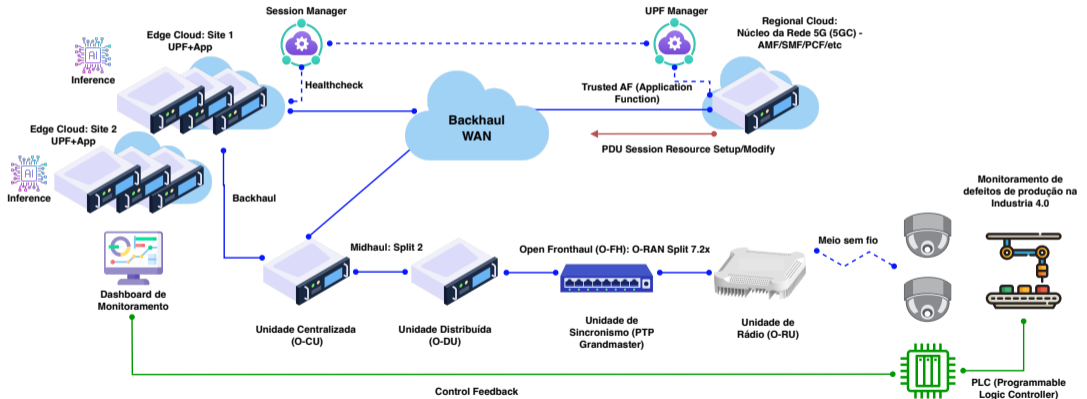 Session Manager
UPF Manager
Regional Cloud:
Núcleo da Rede 5G (5GC) -
AMF/SMF/PCF/etc
Edge Cloud: Site 1
UPF+App
AI
Inference
Healthcheck
Trusted AF (Application
Function)
Backhaul
WAN
PDU Session Resource Setup/Modify
Edge Cloud: Site 2
UPF+App
AI
Inference
Backhaul
Monitoramento de
defeitos de produção na
Industria 4.0
Midhaul: Split 2
Open Fronthaul (O-FH): O-RAN Split 7.2x
Meio sem fio
Dashboard de
Monitoramento
Unidade Centralizada
(O-CU)
Unidade Distribuída
(O-DU)
Unidade de
Sincronismo (PTP
Grandmaster)
Unidade de
Rádio (O-RU)
Control Feedback
PLC (Programmable
Logic Controller)